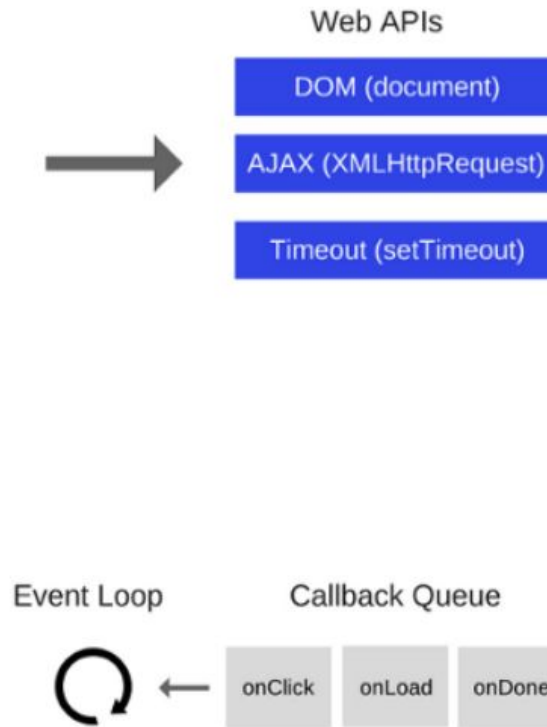 Web APIs
DOM (document)
AJAX (XMLHttpRequest)
Timeout (setTimeout)
Event Loop
Callback Queue
onClick
onLoad
onDone